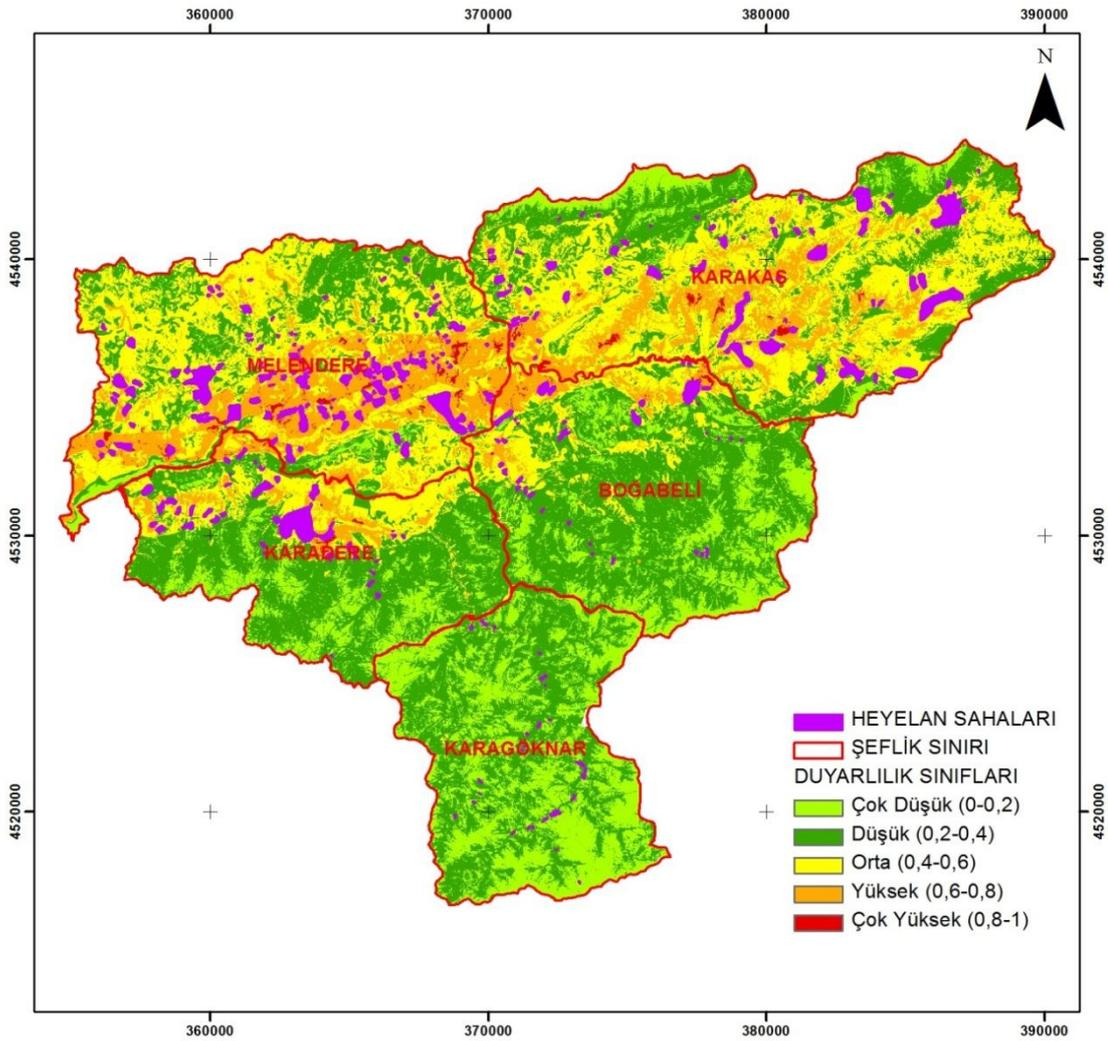 360000 370000 380000 390000
N
4540000 4540000
KARAKAŞ
MELENDERE
BOĞABELİ
4530000 4530000
KARADERE
HEYELAN SAHALARI
ŞEFLİK SINIRI
KARAGÖKNAR
DUYARLILIK SINIFLARI
Çok Düşük (0-0,2)
4520000 4520000
Düşük (0,2-0,4)
Orta (0,4-0,6)
Yüksek (0,6-0,8)
Çok Yüksek (0,8-1)
360000 370000 380000 390000